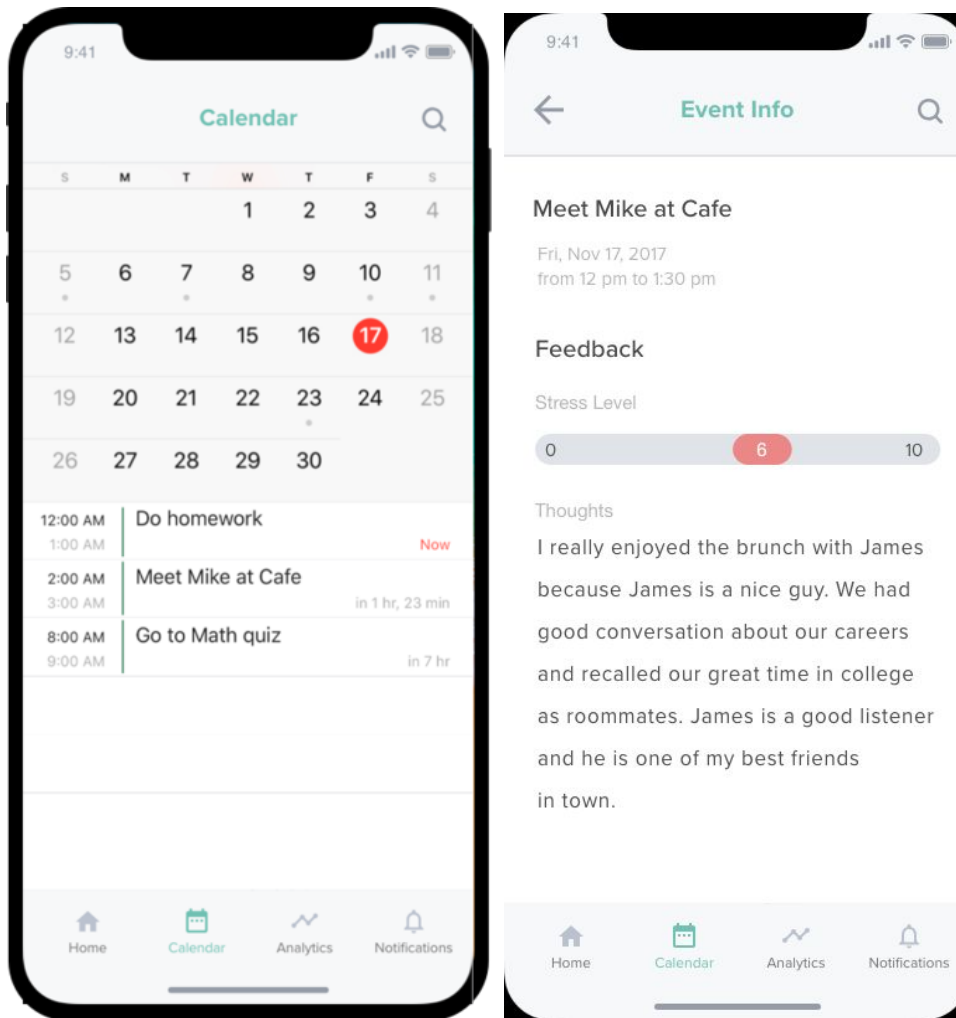 9:41
Calendar
S M T W T F S
1 2 3 4
5 6 7 8 9 10 11
12 13 14 15 16 17 18
19 20 21 22 23 24 25
26 27 28 29 30
12:00 AM Do homework
1:00 AM Now
2:00 AM Meet Mike at Cafe
3:00 AM in 1 hr, 23 min
8:00 AM Go to Math quiz
9:00 AM in 7 hr
Home Calendar Analytics Notifications
9:41
Event Info
Meet Mike at Cafe
Fri, Nov 17, 2017
from 12 pm to 1:30 pm
Feedback
Stress Level
0 6 10
Thoughts
I really enjoyed the brunch with James
because James is a nice guy. We had
good conversation about our careers
and recalled our great time in college
as roommates. James is a good listener
and he is one of my best friends
in town.
Home Calendar Analytics Notifications